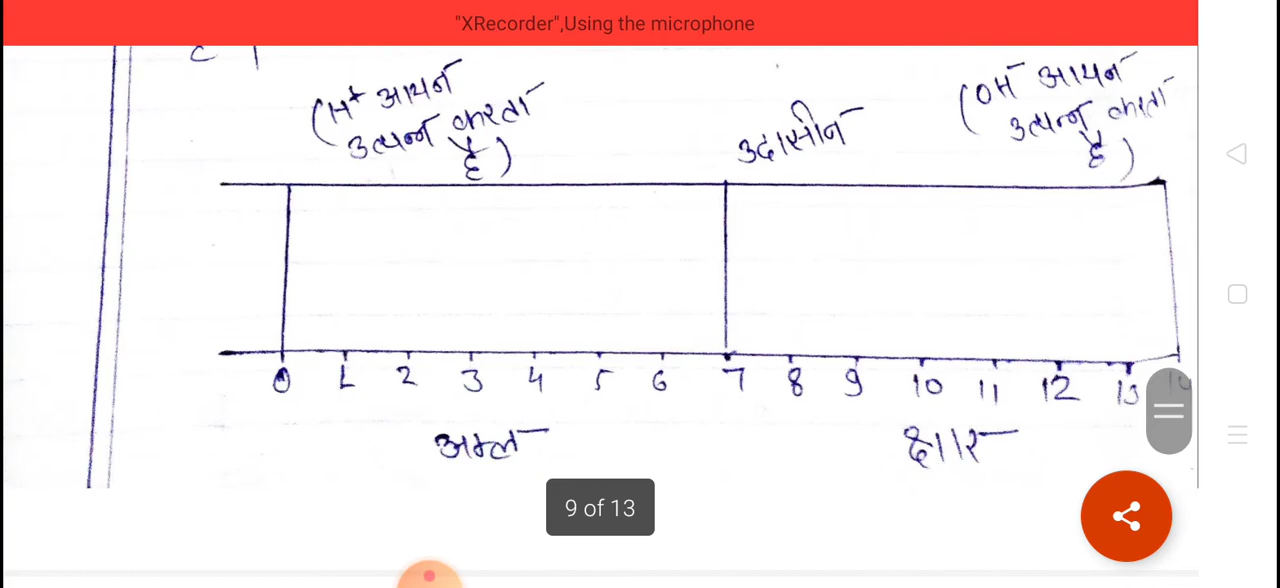 "XRecorder",Using the microphone
(H+ आयन
उत्पन्न करता
है)
उदासीन
(OH- आयन
उत्पन्न करता
है)
0 1 2 3 4 5 6 7 8 9 10 11 12 13 14
अम्ल
क्षार
9 of 13